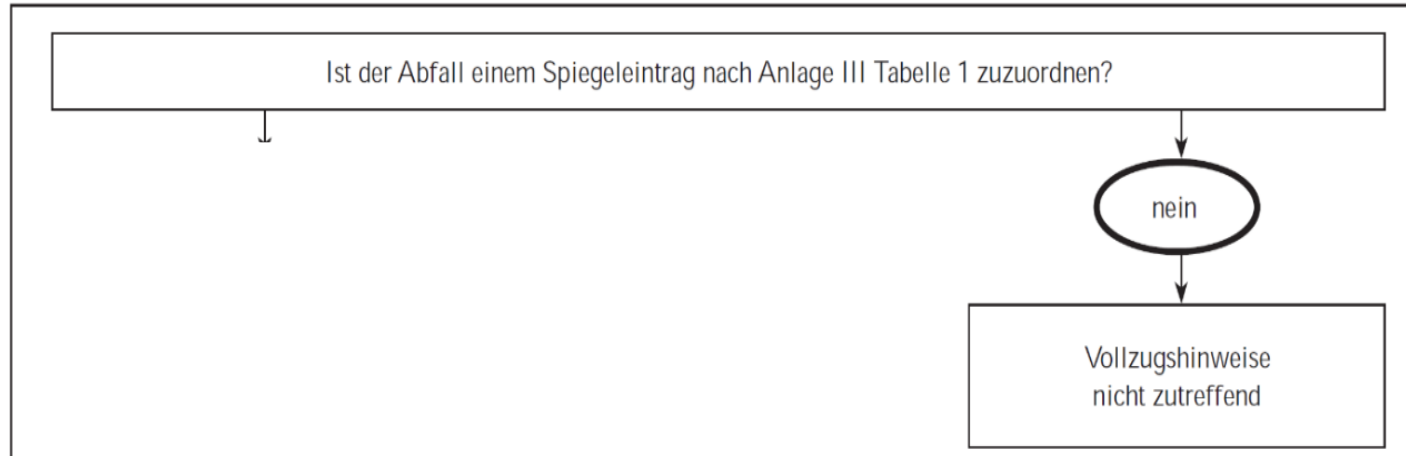 Ist der Abfall einem Spiegeleintrag nach Anlage III Tabelle 1 zuzuordnen?
nein
Vollzugshinweise
nicht zutreffend